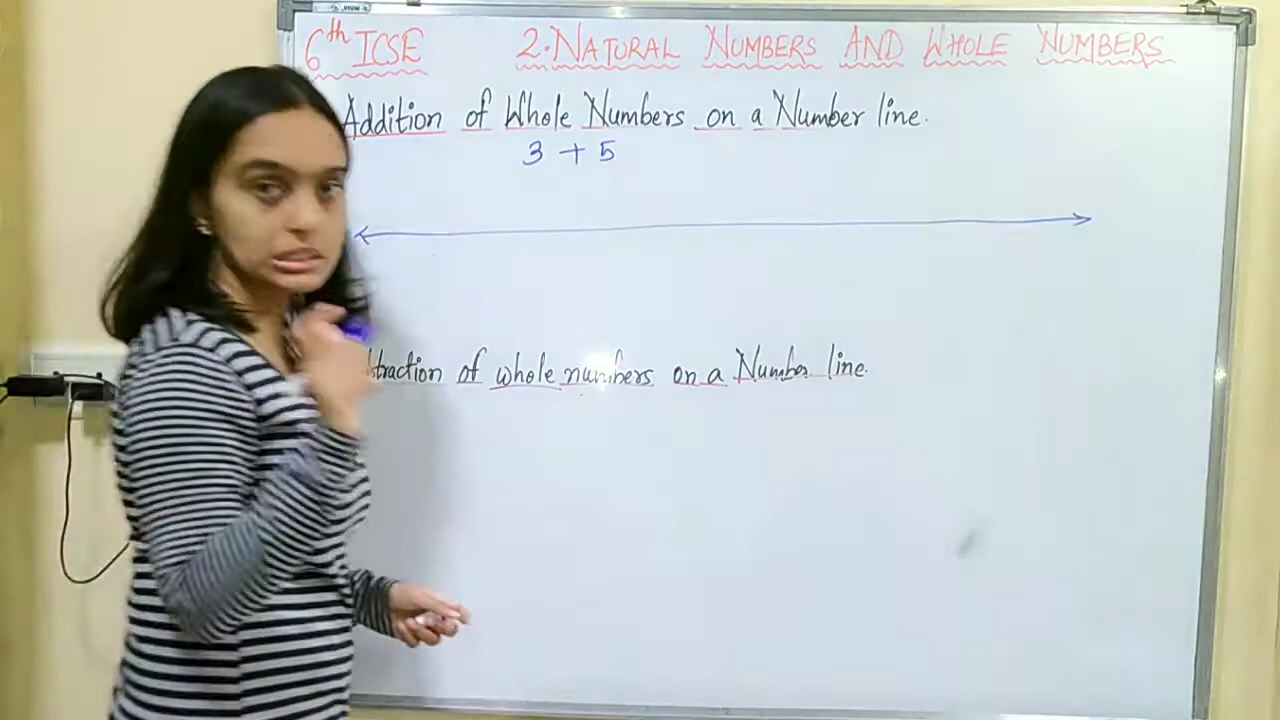 6th ICSE 2. NATURAL NUMBERS AND WHOLE NUMBERS
Addition of Whole Numbers on a Number line.
3 + 5
of whole numbers on a Number line.